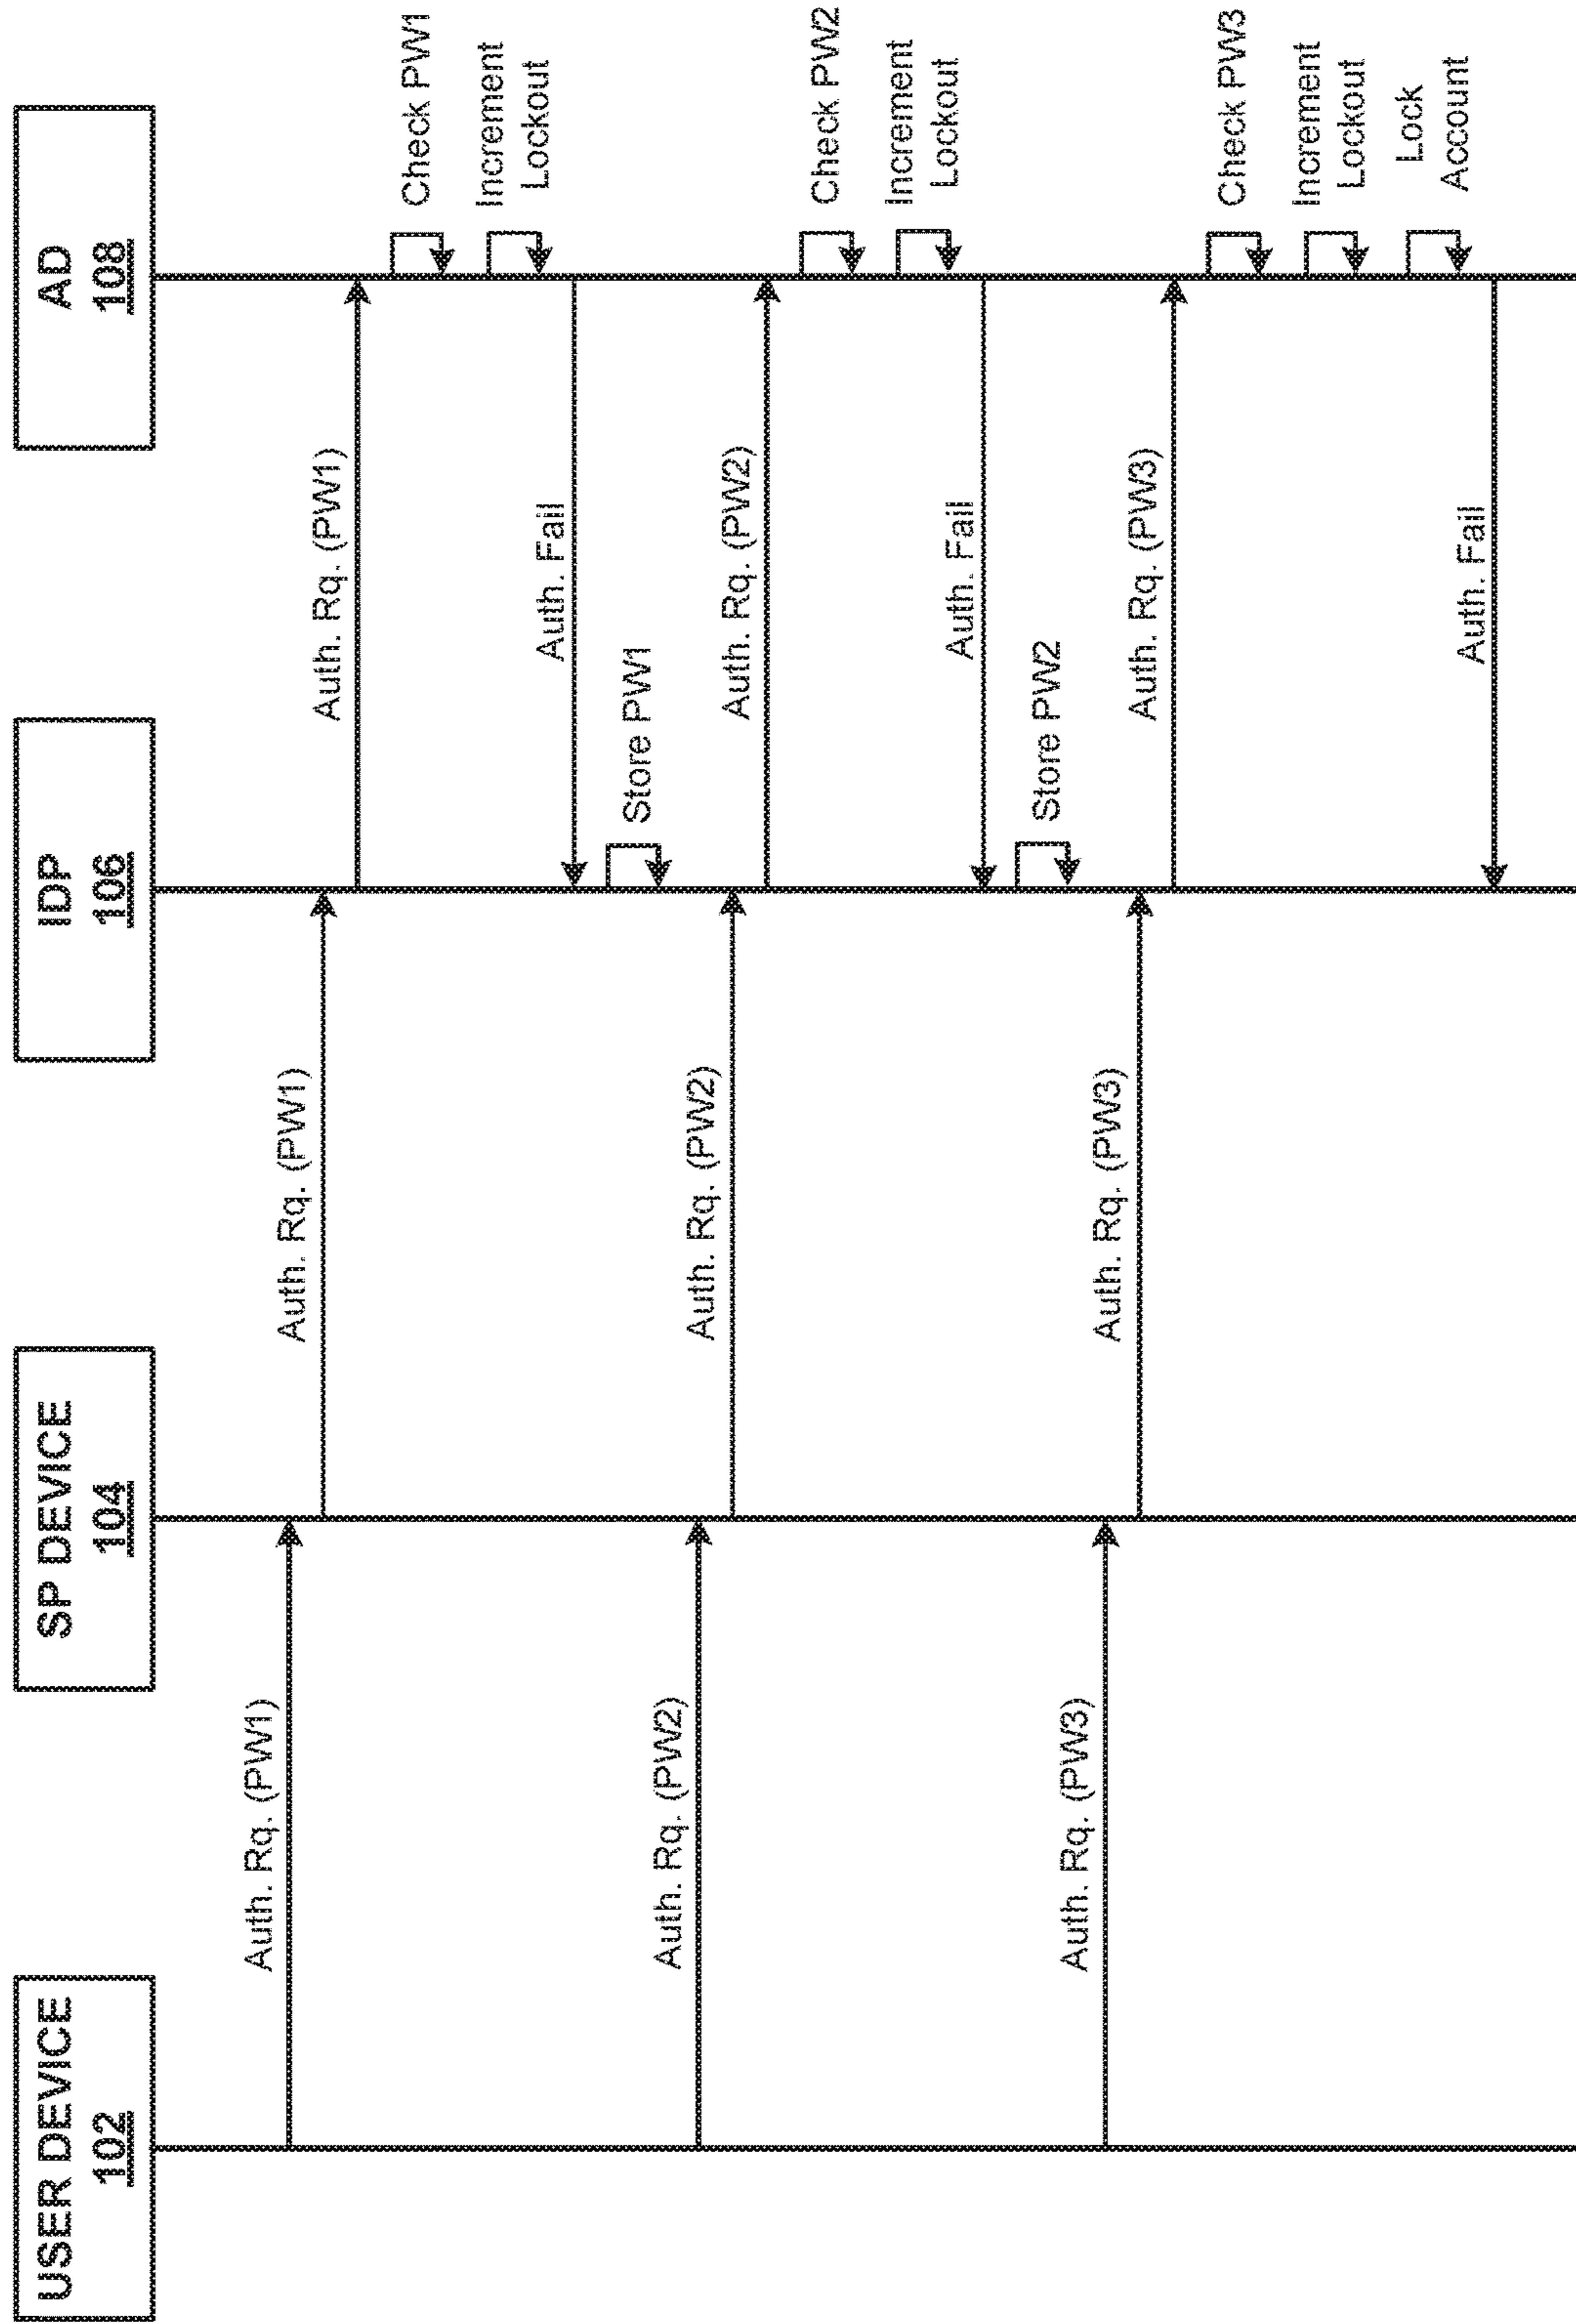 USER DEVICE
102
SP DEVICE
104
IDP
106
AD
108
Auth. Rq. (PW1)
Auth. Rq. (PW1)
Auth. Rq. (PW1)
Check PW1
Increment
Lockout
Auth. Fail
Store PW1
Auth. Rq. (PW2)
Auth. Rq. (PW2)
Auth. Rq. (PW2)
Check PW2
Increment
Lockout
Auth. Fail
Store PW2
Auth. Rq. (PW3)
Auth. Rq. (PW3)
Auth. Rq. (PW3)
Check PW3
Increment
Lockout
Lock
Account
Auth. Fail